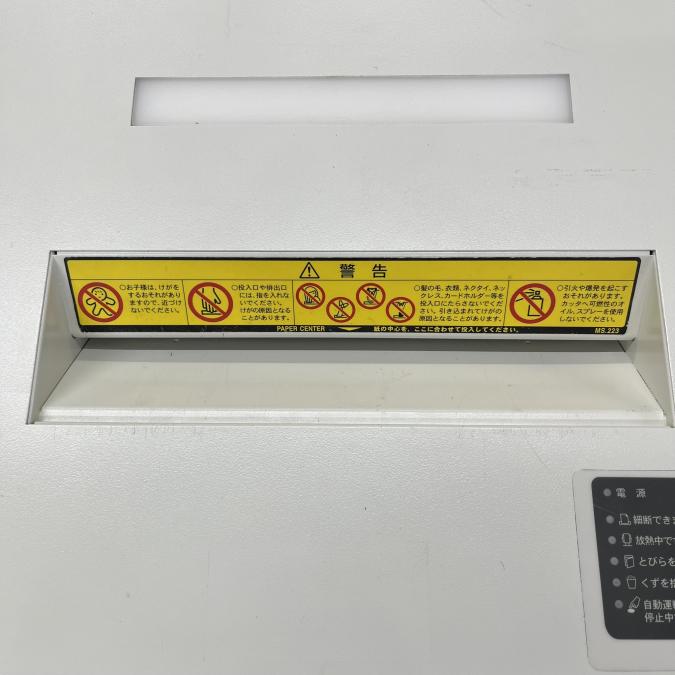 警告
○お子様は、けがを
するおそれがあり
ますので、近づけ
ないでください。
○投入口や排出口
には、指を入れな
いでください。
けがの原因となる
ことがあります。
○髪の毛、衣類、ネクタイ、ネッ
クレス、カードホルダー等を
投入口にたらさないでくださ
い。引き込まれてけがの
原因となることがあります。
○引火や爆発を起こす
おそれがあります。
カッタへ可燃性のオ
イル、スプレーを使用
しないでください。
PAPER CENTER 紙の中心を、ここに合わせて投入してください。 MS.223
電源
細断できま
放熱中で
とびらを
くずを捨
自動運転
停止中